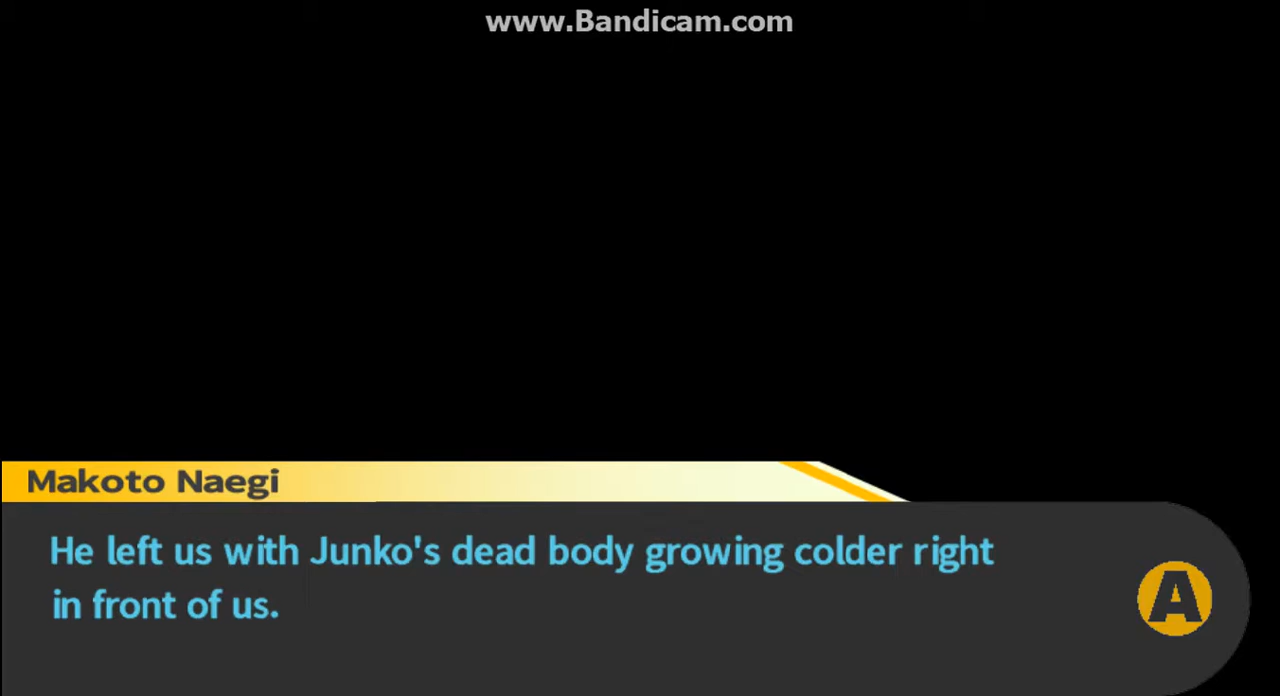 www.Bandicam.com
Makoto Naegi
He left us with Junko's dead body growing colder right
in front of us.
A